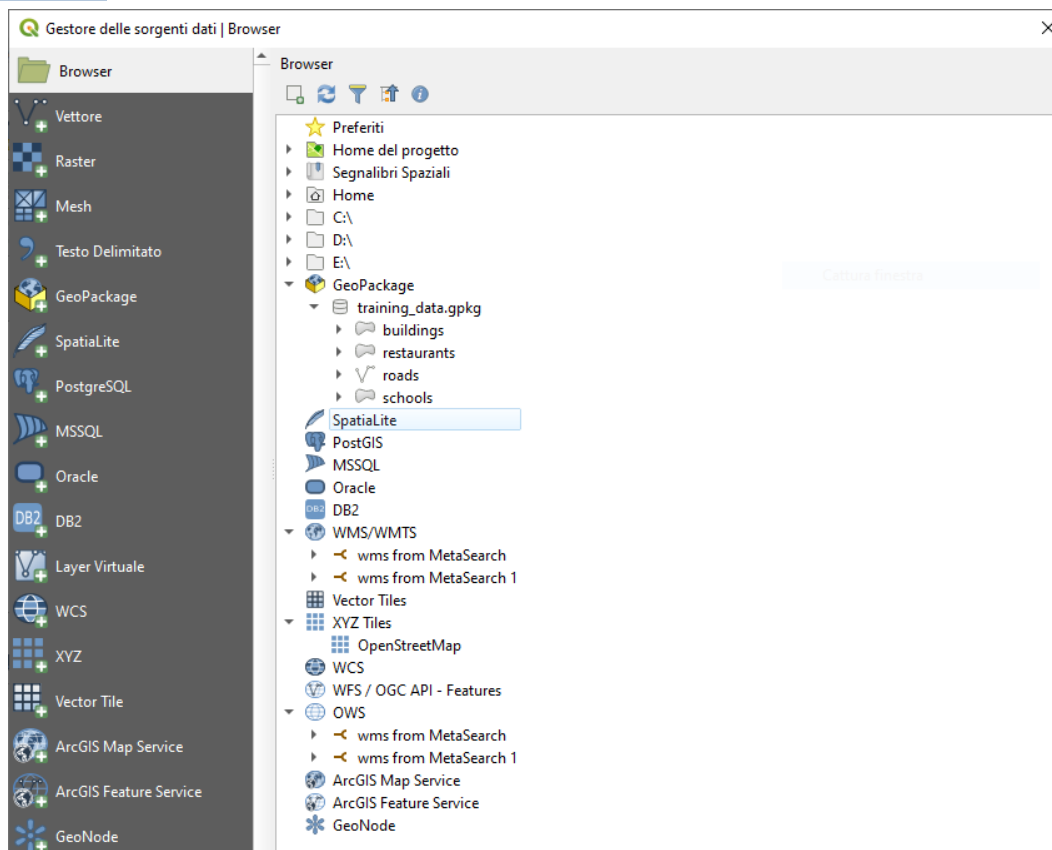 Gestore delle sorgenti dati | Browser
Browser
Vettore
Raster
Mesh
Testo Delimitato
GeoPackage
SpatiaLite
PostgreSQL
MSSQL
Oracle
DB2
DB2
Layer Virtuale
WCS
XYZ
Vector Tile
ArcGIS Map Service
ArcGIS Feature Service
GeoNode
Browser
Preferiti
Home del progetto
Segnalibri Spaziali
Home
C:\
D:\
E:\
GeoPackage
training_data.gpkg
buildings
restaurants
roads
schools
SpatiaLite
PostGIS
MSSQL
Oracle
DB2
DB2
WMS/WMTS
wms from MetaSearch
wms from MetaSearch 1
Vector Tiles
XYZ Tiles
OpenStreetMap
WCS
WFS / OGC API - Features
OWS
wms from MetaSearch
wms from MetaSearch 1
ArcGIS Map Service
ArcGIS Feature Service
GeoNode
Cattura finestra